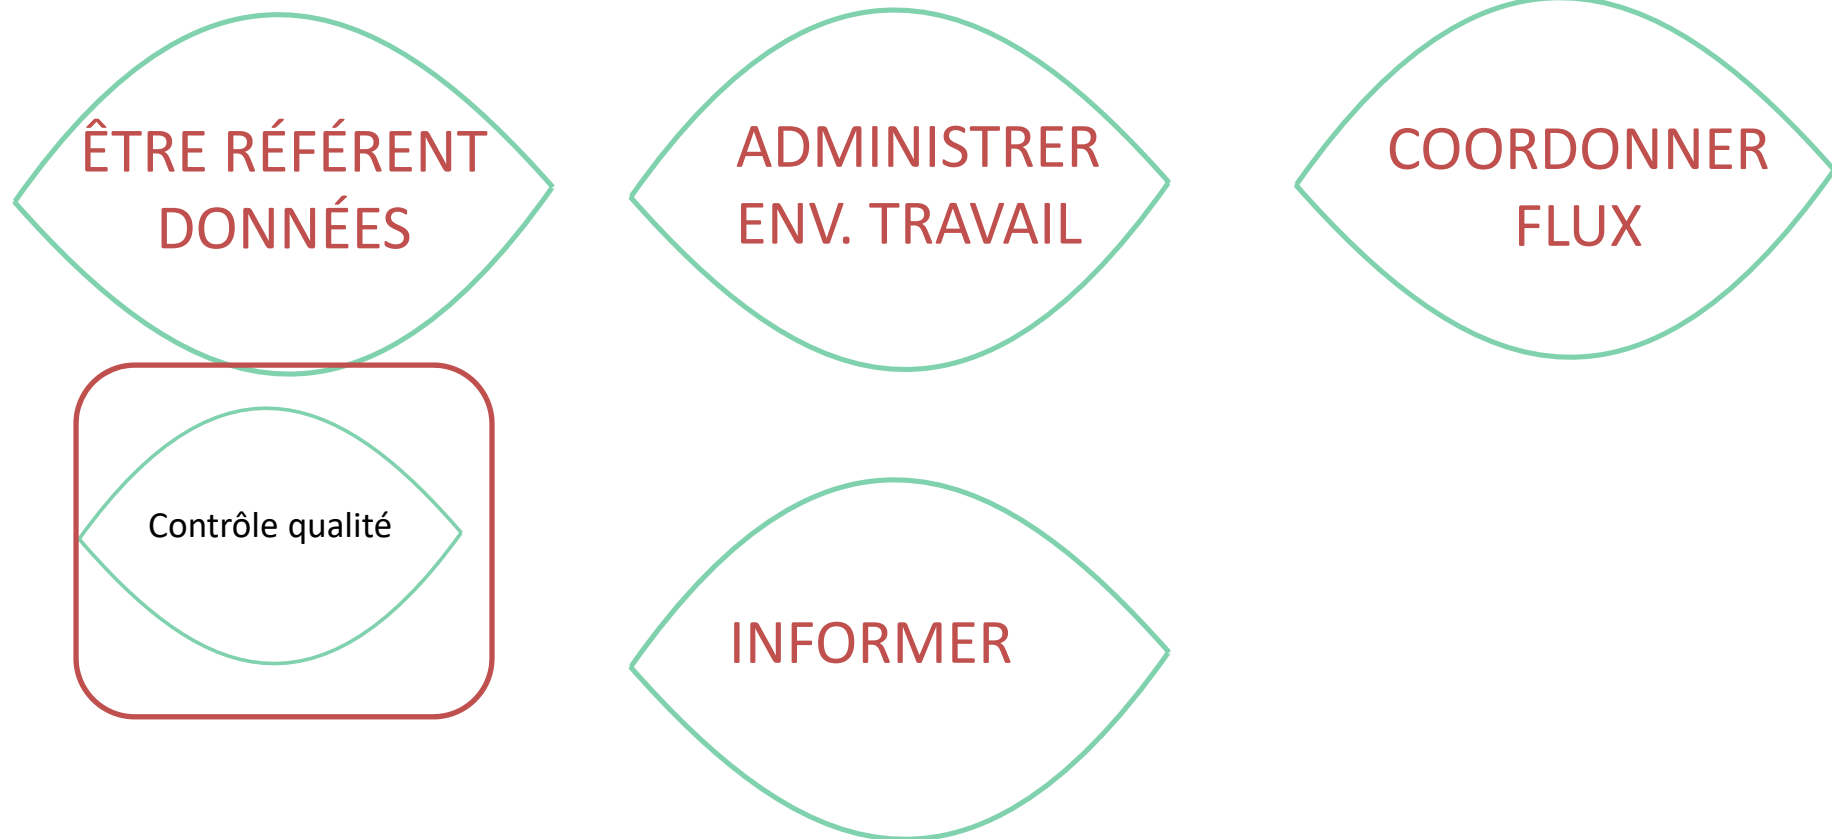 ÊTRE RÉFÉRENT
DONNÉES
ADMINISTRER
ENV. TRAVAIL
COORDONNER
FLUX
Contrôle qualité
INFORMER